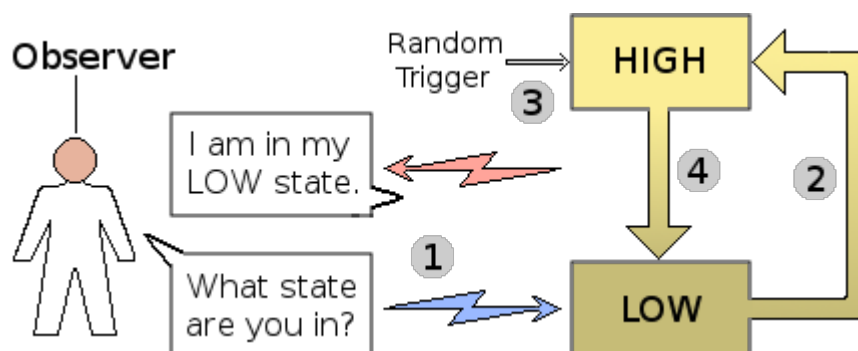 Observer
Random
Trigger
HIGH
3
I am in my
LOW state.
4
2
1
What state
are you in?
LOW